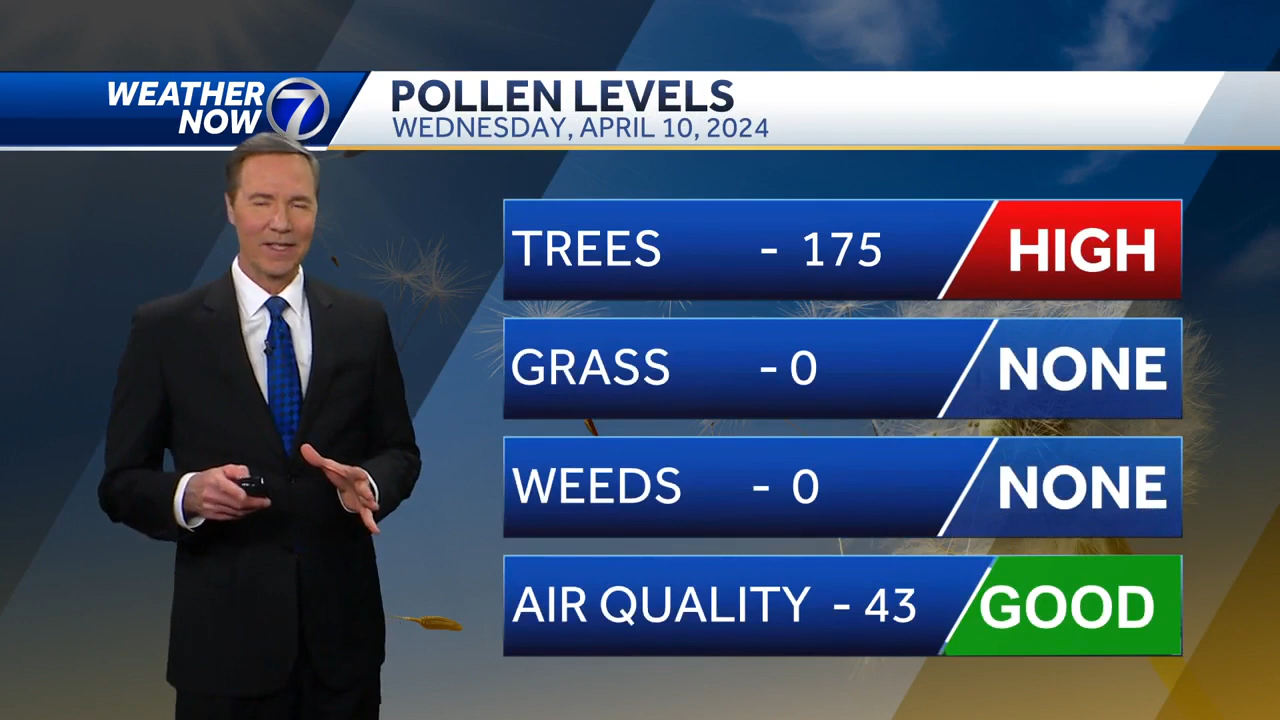 WEATHER
NOW 7
POLLEN LEVELS
WEDNESDAY, APRIL 10, 2024
TREES - 175 HIGH
GRASS - 0 NONE
WEEDS - 0 NONE
AIR QUALITY - 43 GOOD